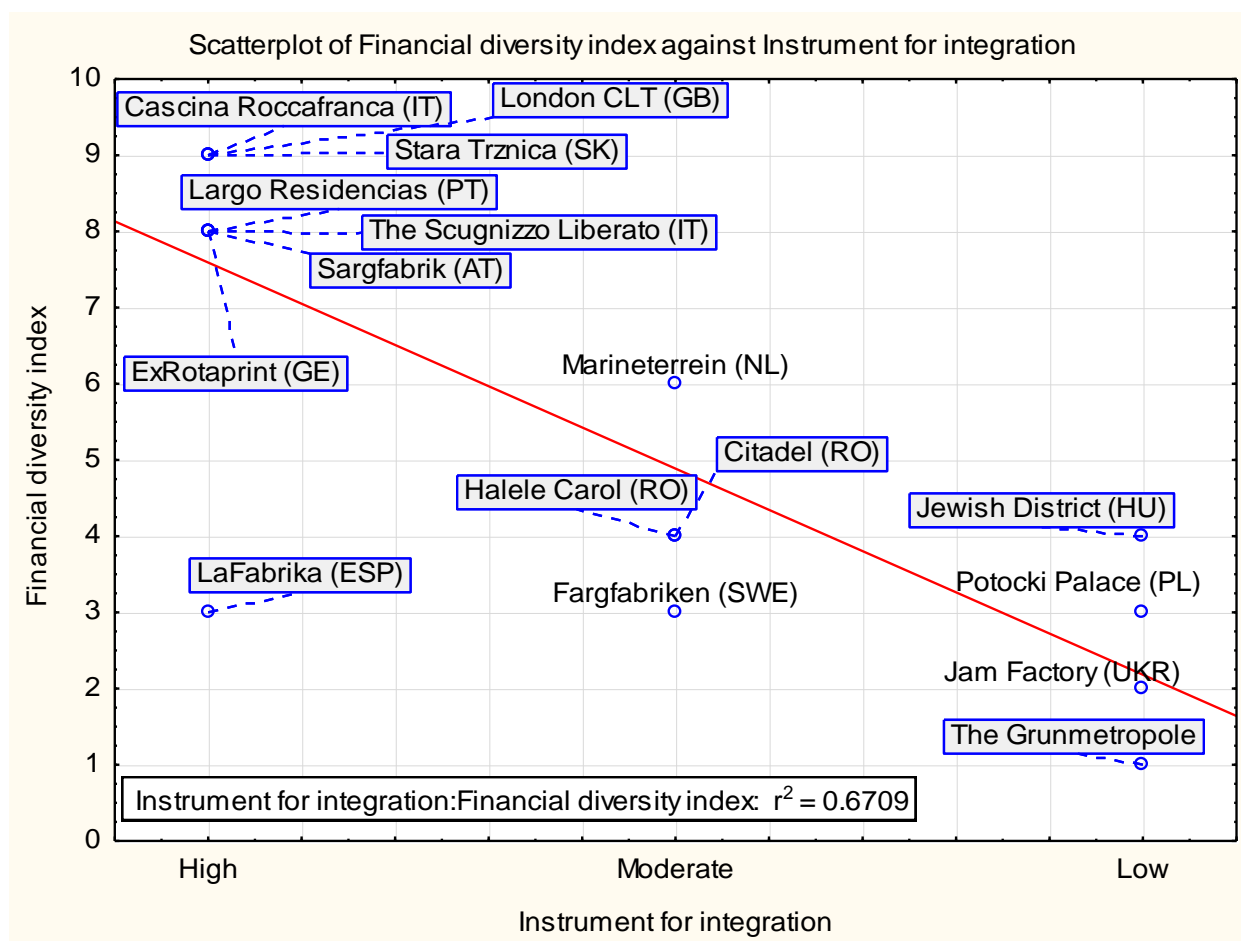 Scatterplot of Financial diversity index against Instrument for integration
10
Cascina Roccafranca (IT)
London CLT (GB)
9
Stara Trznica (SK)
Largo Residencias (PT)
8
The Scugnizzo Liberato (IT)
Sargfabrik (AT)
7
ExRotaprint (GE)
Marineterrein (NL)
6
Citadel (RO)
5
Halele Carol (RO)
Jewish District (HU)
4
LaFabrika (ESP)
Potocki Palace (PL)
Fargfabriken (SWE)
3
Jam Factory (UKR)
2
The Grunmetropole
1
Instrument for integration:Financial diversity index: r² = 0.6709
0
Financial diversity index
High Moderate Low
Instrument for integration